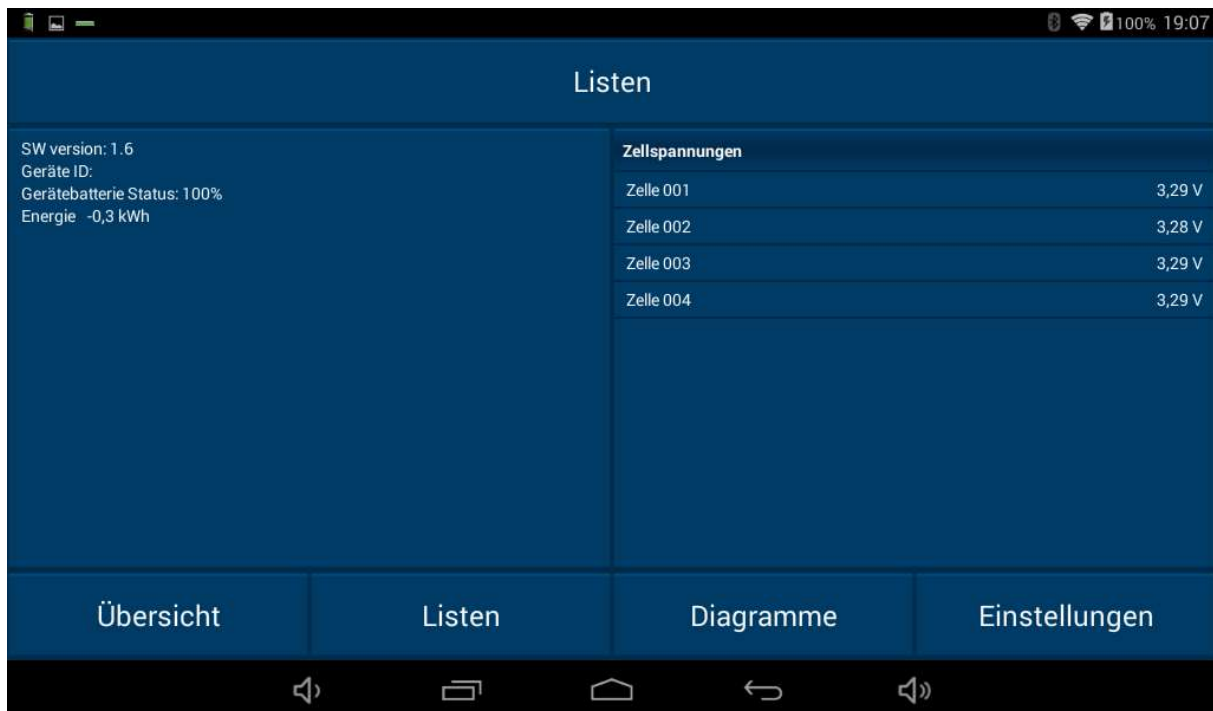 100% 19:07
Listen
SW version: 1.6
Geräte ID:
Gerätebatterie Status: 100%
Energie -0,3 kWh
Zellspannungen
Zelle 001 3,29 V
Zelle 002 3,28 V
Zelle 003 3,29 V
Zelle 004 3,29 V
Übersicht
Listen
Diagramme
Einstellungen